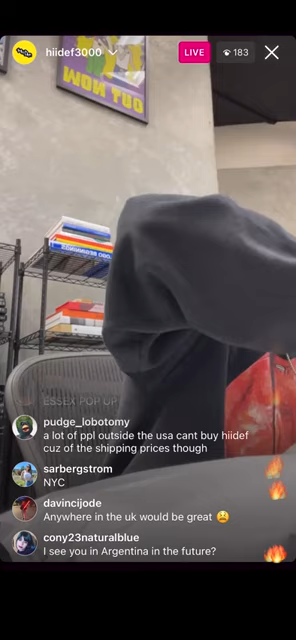 hiidef3000
LIVE
183
OUT NOW
ESSEX POP UP
pudge_lobotomy
a lot of ppl outside the usa cant buy hiidef
cuz of the shipping prices though
sarbergstrom
NYC
davincijode
Anywhere in the uk would be great 😫
cony23naturalblue
I see you in Argentina in the future?